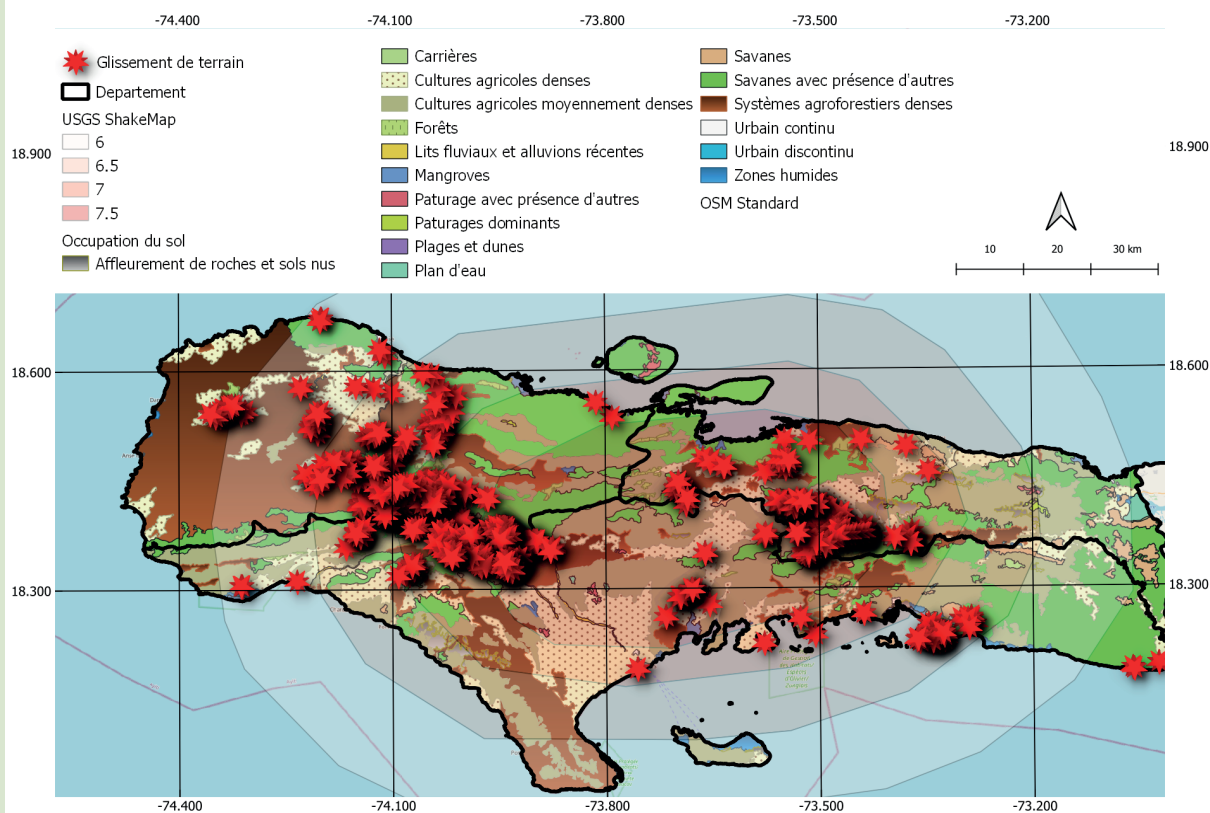 -74.400 -74.100 -73.800 -73.500 -73.200
Glissement de terrain
Departement
USGS ShakeMap
6
6.5
7
7.5
Occupation du sol
Affleurement de roches et sols nus
Carrières
Cultures agricoles denses
Cultures agricoles moyennement denses
Forêts
Lits fluviaux et alluvions récentes
Mangroves
Paturage avec présence d'autres
Paturages dominants
Plages et dunes
Plan d'eau
Savanes
Savanes avec présence d'autres
Systèmes agroforestiers denses
Urbain continu
Urbain discontinu
Zones humides
OSM Standard
10 20 30 km
18.900 18.900
18.600 18.600
18.300 18.300
-74.400 -74.100 -73.800 -73.500 -73.200